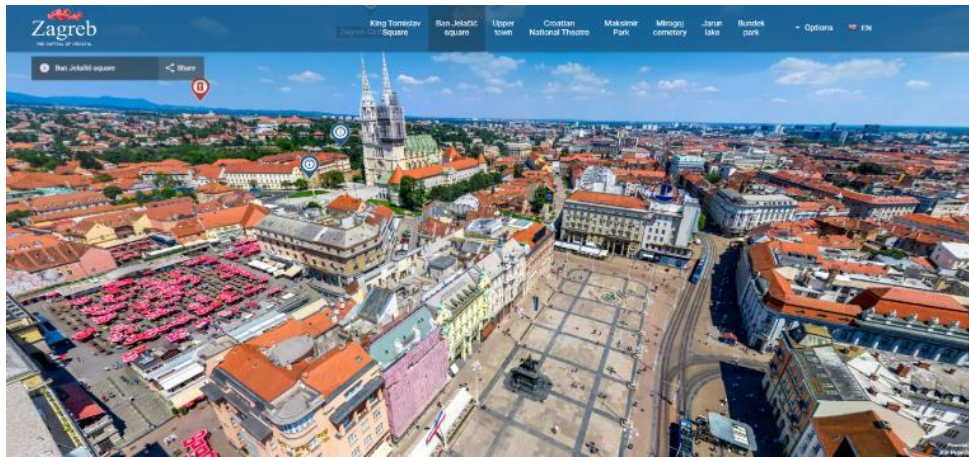 Zagreb
THE CAPITAL OF CROATIA
King Tomislav
Square
Ban Jelačić
square
Upper
town
Croatian
National Theatre
Maksimir
Park
Mirogoj
cemetery
Jarun
lake
Bundek
park
Options
EN
Ban Jelačić square
Share
Powered